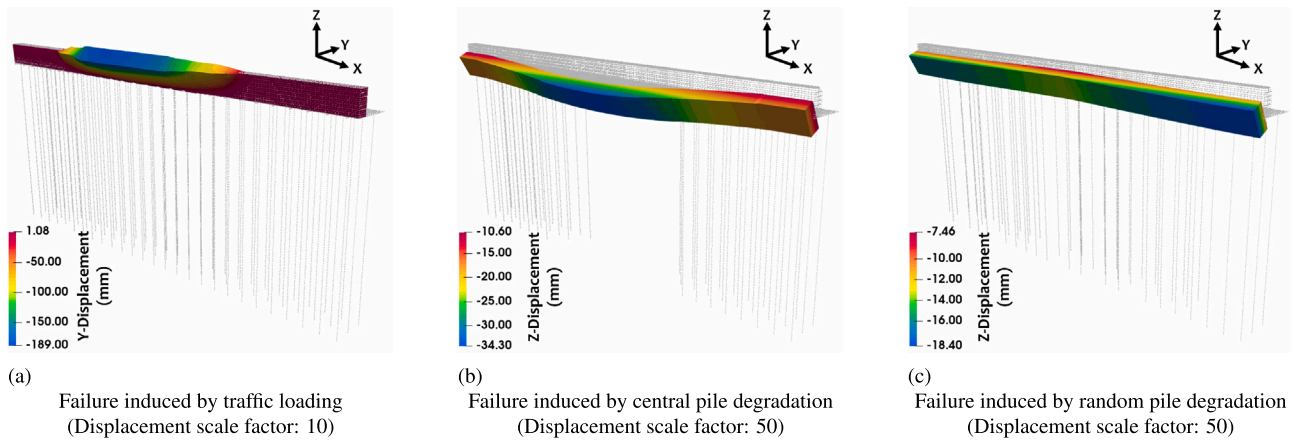 Z
Y
X
1.08
-50.00
-100.00
-150.00
-189.00
Y-Displacement
(mm)
Z
Y
X
-10.60
-15.00
-20.00
-25.00
-30.00
-34.30
Z-Displacement
(mm)
Z
Y
X
-7.46
-10.00
-12.00
-14.00
-16.00
-18.40
Z-Displacement
(mm)
(a)
Failure induced by traffic loading
(Displacement scale factor: 10)
(b)
Failure induced by central pile degradation
(Displacement scale factor: 50)
(c)
Failure induced by random pile degradation
(Displacement scale factor: 50)